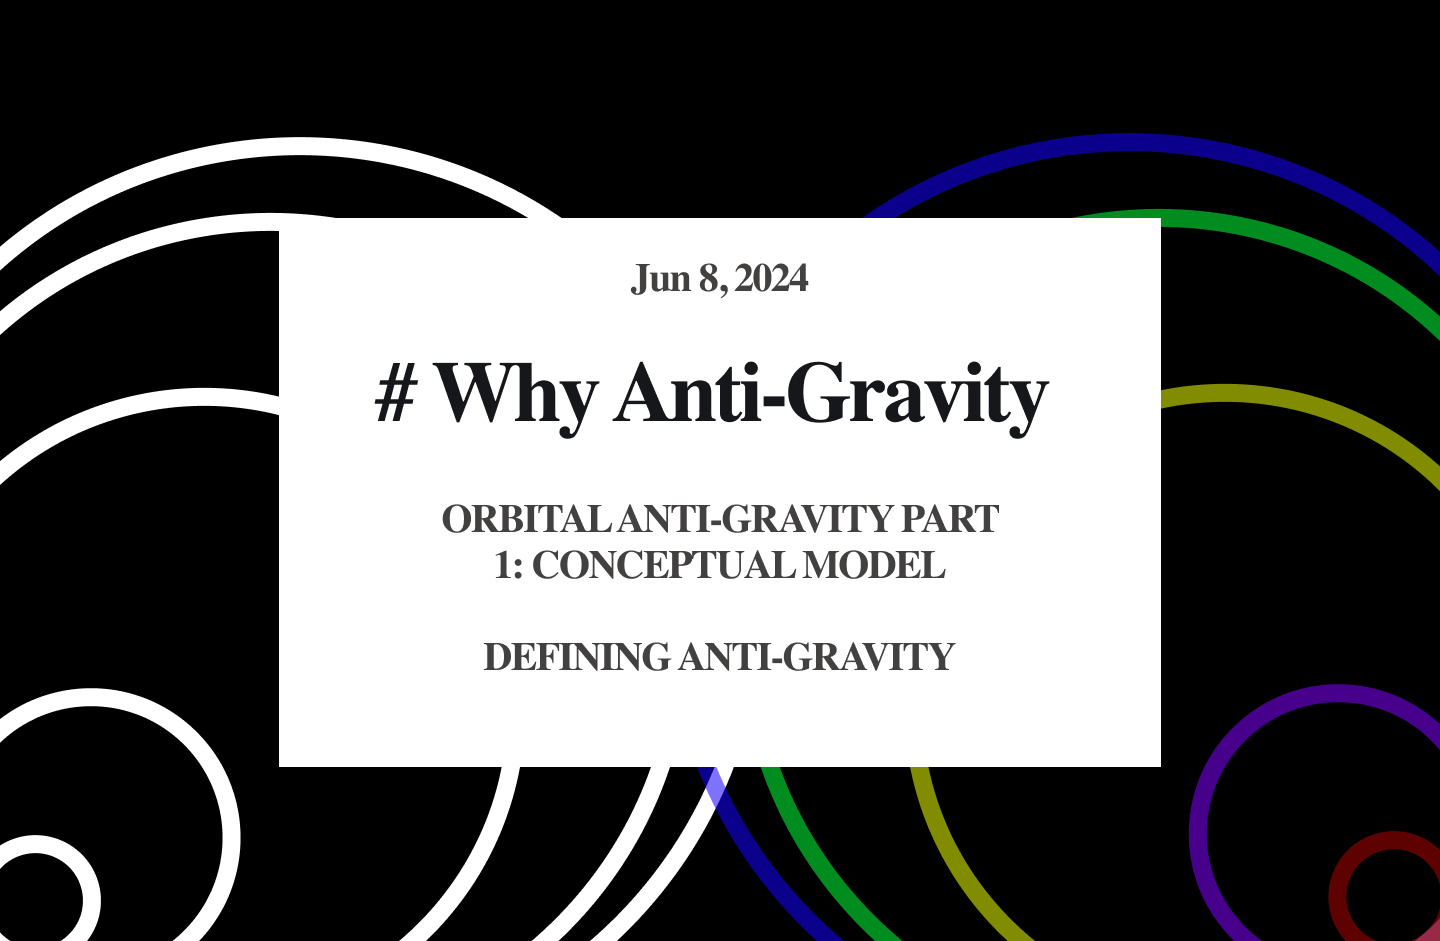 Jun 8, 2024
# Why Anti-Gravity
ORBITAL ANTI-GRAVITY PART
1: CONCEPTUAL MODEL
DEFINING ANTI-GRAVITY